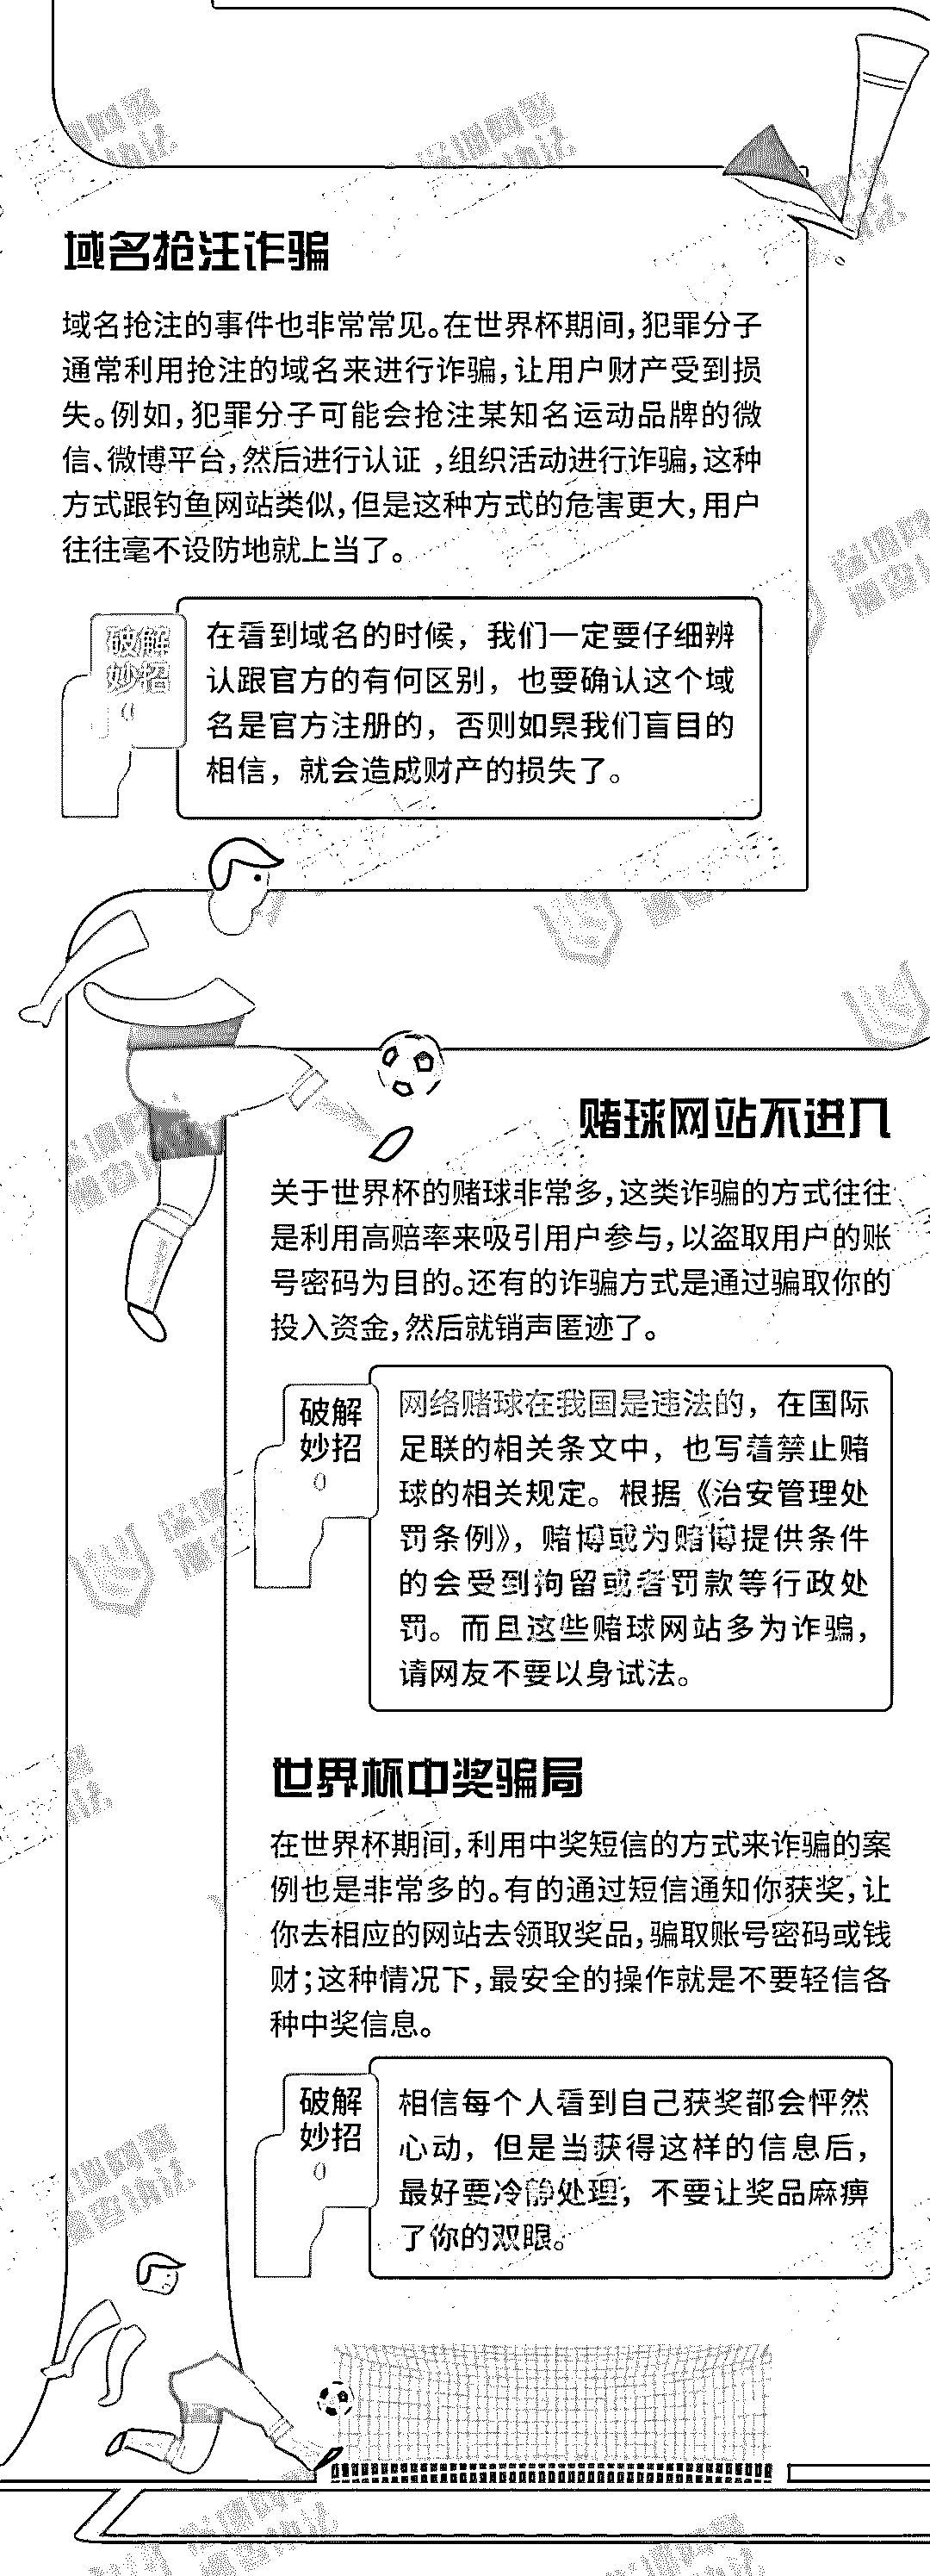 域名抢注诈骗
域名抢注的事件也非常常见。在世界杯期间,犯罪分子
通常利用抢注的域名来进行诈骗,让用户财产受到损
失。例如,犯罪分子可能会抢注某知名运动品牌的微
信、微博平台,然后进行认证 ,组织活动进行诈骗,这种
方式跟钓鱼网站类似,但是这种方式的危害更大,用户
往往毫不设防地就上当了。
破解
妙招
在看到域名的时候，我们一定要仔细辨
认跟官方的有何区别，也要确认这个域
名是官方注册的，否则如果我们盲目的
相信，就会造成财产的损失了。
赌球网站不进入
关于世界杯的赌球非常多,这类诈骗的方式往往
是利用高赔率来吸引用户参与,以盗取用户的账
号密码为目的。还有的诈骗方式是通过骗取你的
投入资金,然后就销声匿迹了。
破解
妙招
网络赌球在我国是违法的，在国际
足联的相关条文中，也写着禁止赌
球的相关规定。根据《治安管理处
罚条例》，赌博或为赌博提供条件
的会受到拘留或者罚款等行政处
罚。而且这些赌球网站多为诈骗，
请网友不要以身试法。
世界杯中奖骗局
在世界杯期间,利用中奖短信的方式来诈骗的案
例也是非常多的。有的通过短信通知你获奖,让
你去相应的网站去领取奖品,骗取账号密码或钱
财;这种情况下,最安全的操作就是不要轻信各
种中奖信息。
破解
妙招
相信每个人看到自己获奖都会怦然
心动，但是当获得这样的信息后，
最好要冷静处理，不要让奖品麻痹
了你的双眼。